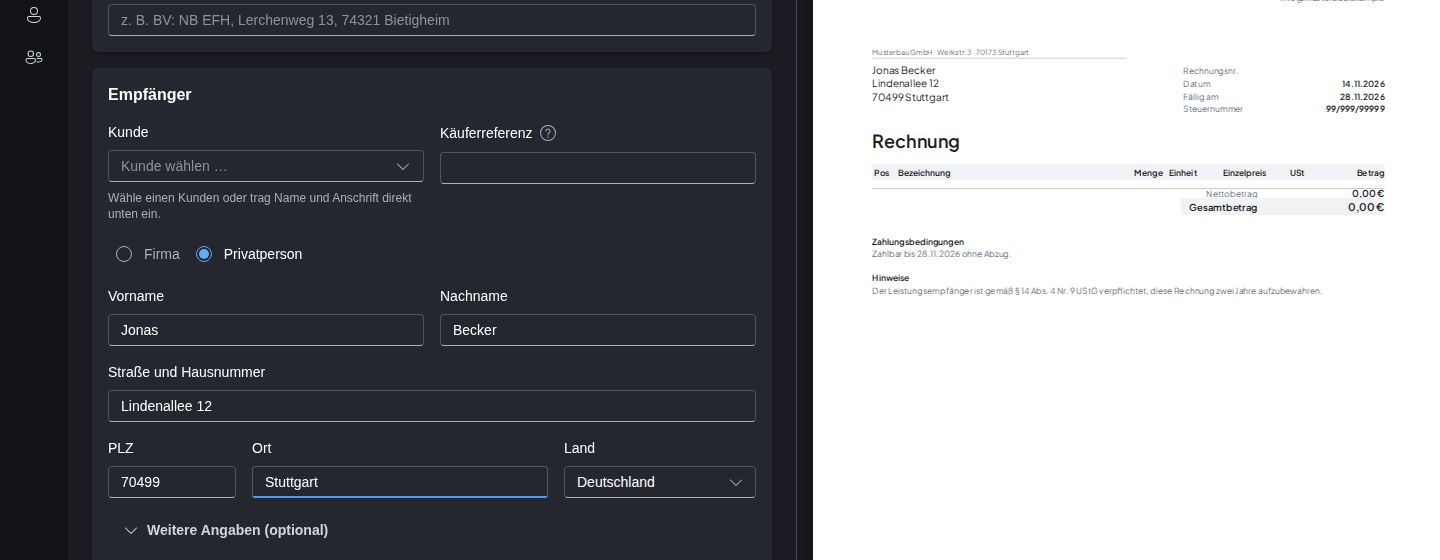 z. B. BV: NB EFH, Lerchenweg 13, 74321 Bietigheim
Empfänger
Kunde
Käuferreferenz ?
Kunde wählen …
Wähle einen Kunden oder trag Name und Anschrift direkt
unten ein.
Firma
Privatperson
Vorname
Nachname
Jonas
Becker
Straße und Hausnummer
Lindenallee 12
PLZ
Ort
Land
70499
Stuttgart
Deutschland
Weitere Angaben (optional)
Musterbau GmbH · Werkstr. 3 · 70173 Stuttgart
Jonas Becker
Lindenallee 12
70499 Stuttgart
Rechnungsnr.
Datum 14.11.2026
Fällig am 28.11.2026
Steuernummer 99/999/99999
Rechnung
Pos Bezeichnung Menge Einheit Einzelpreis USt Betrag
Nettobetrag 0,00 €
Gesamtbetrag 0,00 €
Zahlungsbedingungen
Zahlbar bis 28.11.2026 ohne Abzug.
Hinweise
Der Leistungsempfänger ist gemäß § 14 Abs. 4 Nr. 9 UStG verpflichtet, diese Rechnung zwei Jahre aufzubewahren.